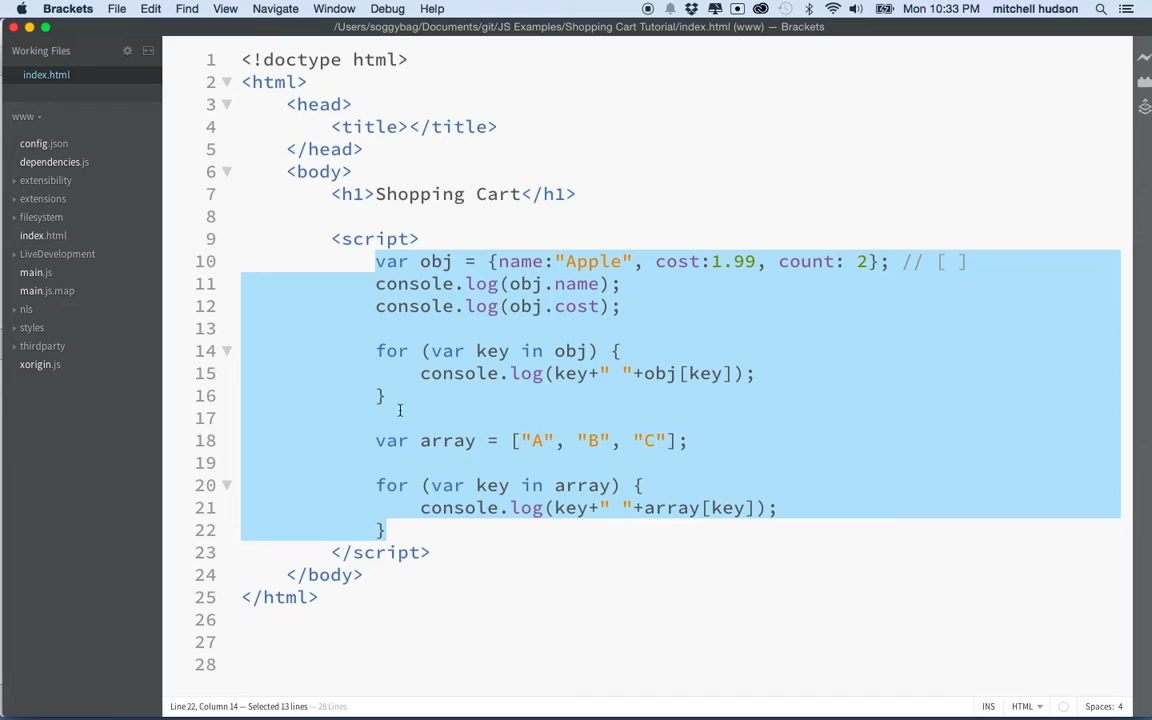 Brackets File Edit Find View Navigate Window Debug Help Mon 10:33 PM mitchell hudson
/Users/soggybag/Documents/git/JS Examples/Shopping Cart Tutorial/index.html (www) — Brackets
Working Files
index.html
www
config.json
dependencies.js
extensibility
extensions
filesystem
index.html
LiveDevelopment
main.js
main.js.map
nls
styles
thirdparty
xorigin.js
1 <!doctype html>
2 <html>
3 <head>
4 <title></title>
5 </head>
6 <body>
7 <h1>Shopping Cart</h1>
8
9 <script>
10 var obj = {name:"Apple", cost:1.99, count: 2}; // [ ]
11 console.log(obj.name);
12 console.log(obj.cost);
13
14 for (var key in obj) {
15 console.log(key+" "+obj[key]);
16 }
17
18 var array = ["A", "B", "C"];
19
20 for (var key in array) {
21 console.log(key+" "+array[key]);
22 }
23 </script>
24 </body>
25 </html>
26
27
28
Line 22, Column 14 — Selected 13 lines — 28 Lines INS HTML Spaces: 4